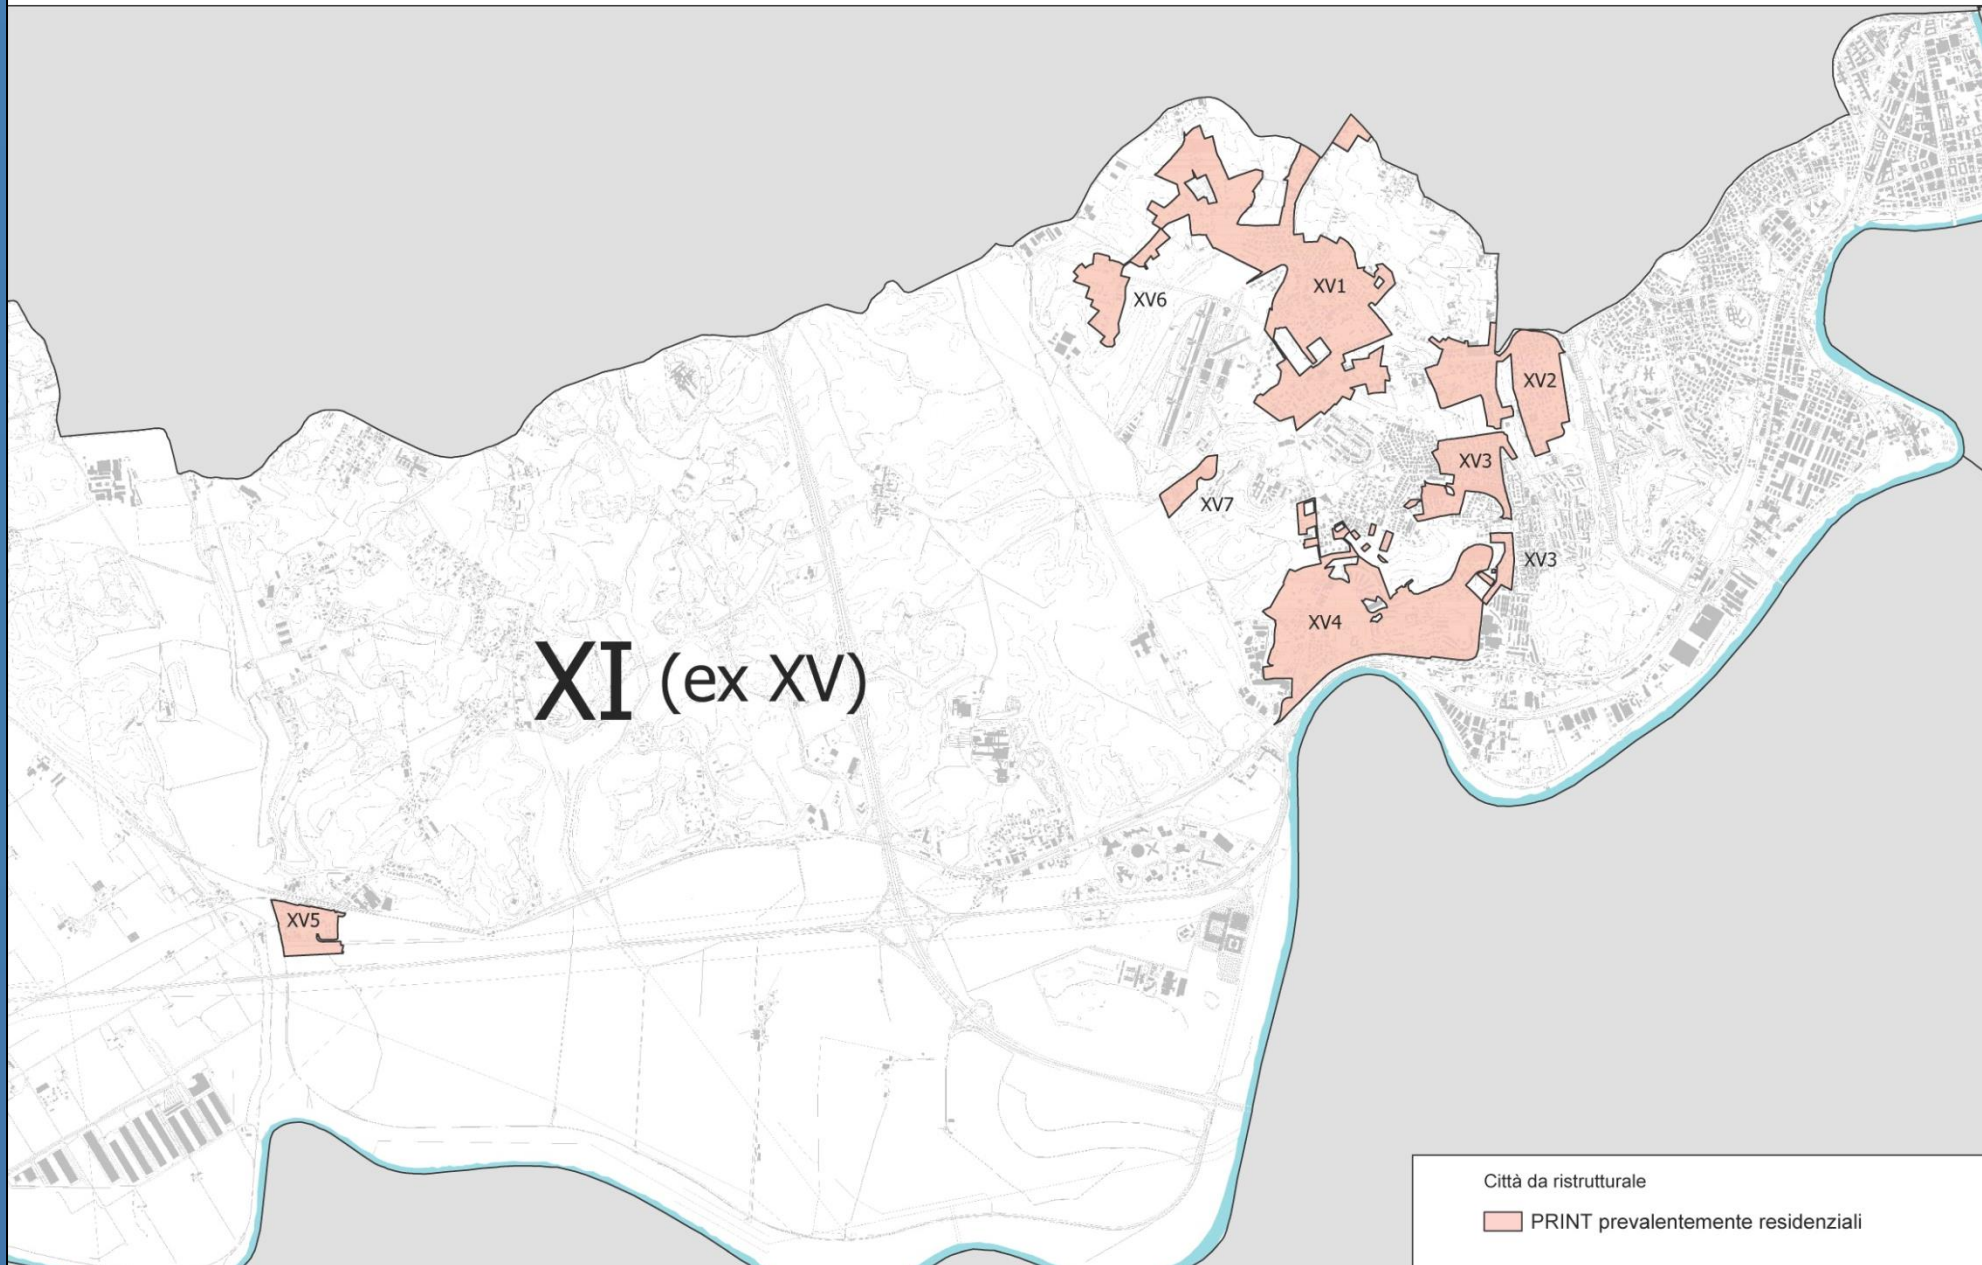 XV1
XV6
XV2
XV3
XV7
XV3
XV4
XI (ex XV)
XV5
Città da ristrutturale
PRINT prevalentemente residenziali